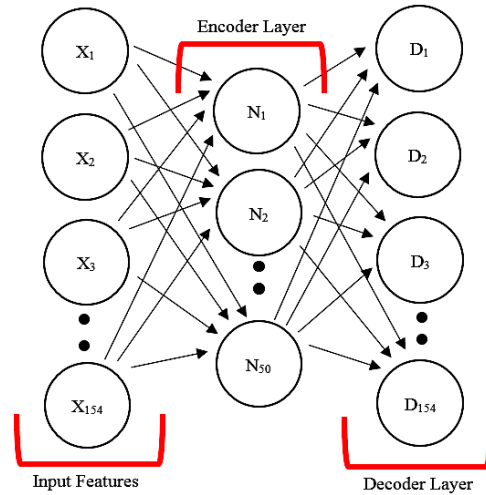 Encoder Layer
X1
X2
X3
X154
N1
N2
N50
D1
D2
D3
D154
Input Features
Decoder Layer